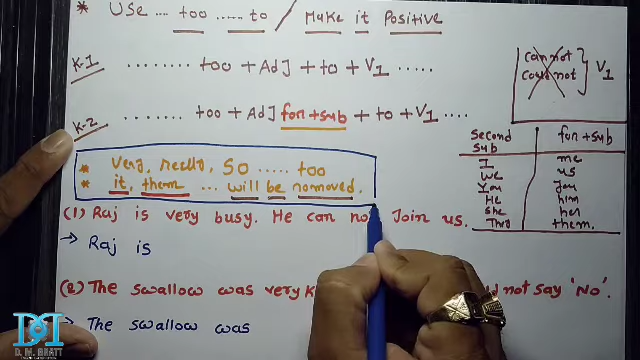 * Use .... too ..... to / Make it Positive
K-1 ........ too + Adj + to + V1 .....
cannot
could not } V1
K-2 ........ too + Adj for + sub + to + V1 ....
Second sub for + sub
I me
We us
You you
He him
She her
They them.
* Very, really, so ..... too
* it, them ... will be removed.
(1) Raj is very busy. He can not Join us.
→ Raj is
(2) The swallow was very not say 'No'.
→ The swallow was
D. M. BHATT